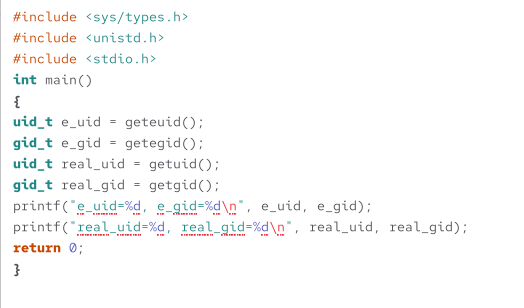 #include <sys/types.h>
#include <unistd.h>
#include <stdio.h>
int main()
{
uid_t e_uid = geteuid();
gid_t e_gid = getegid();
uid_t real_uid = getuid();
gid_t real_gid = getgid();
printf("e_uid=%d, e_gid=%d\n", e_uid, e_gid);
printf("real_uid=%d, real_gid=%d\n", real_uid, real_gid);
return 0;
}